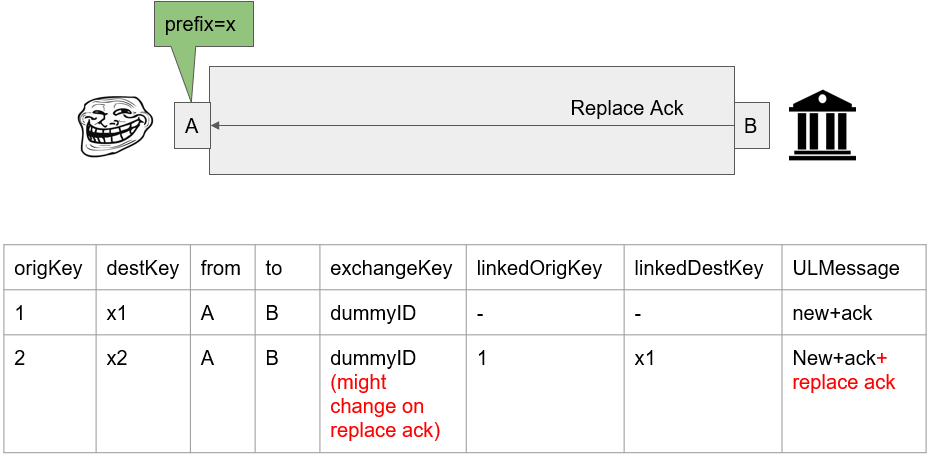 prefix=x
Replace Ack
A
B
origKey destKey from to exchangeKey linkedOrigKey linkedDestKey ULMessage
1 x1 A B dummyID - - new+ack
2 x2 A B dummyID 1 x1 New+ack+
(might replace ack
change on
replace ack)